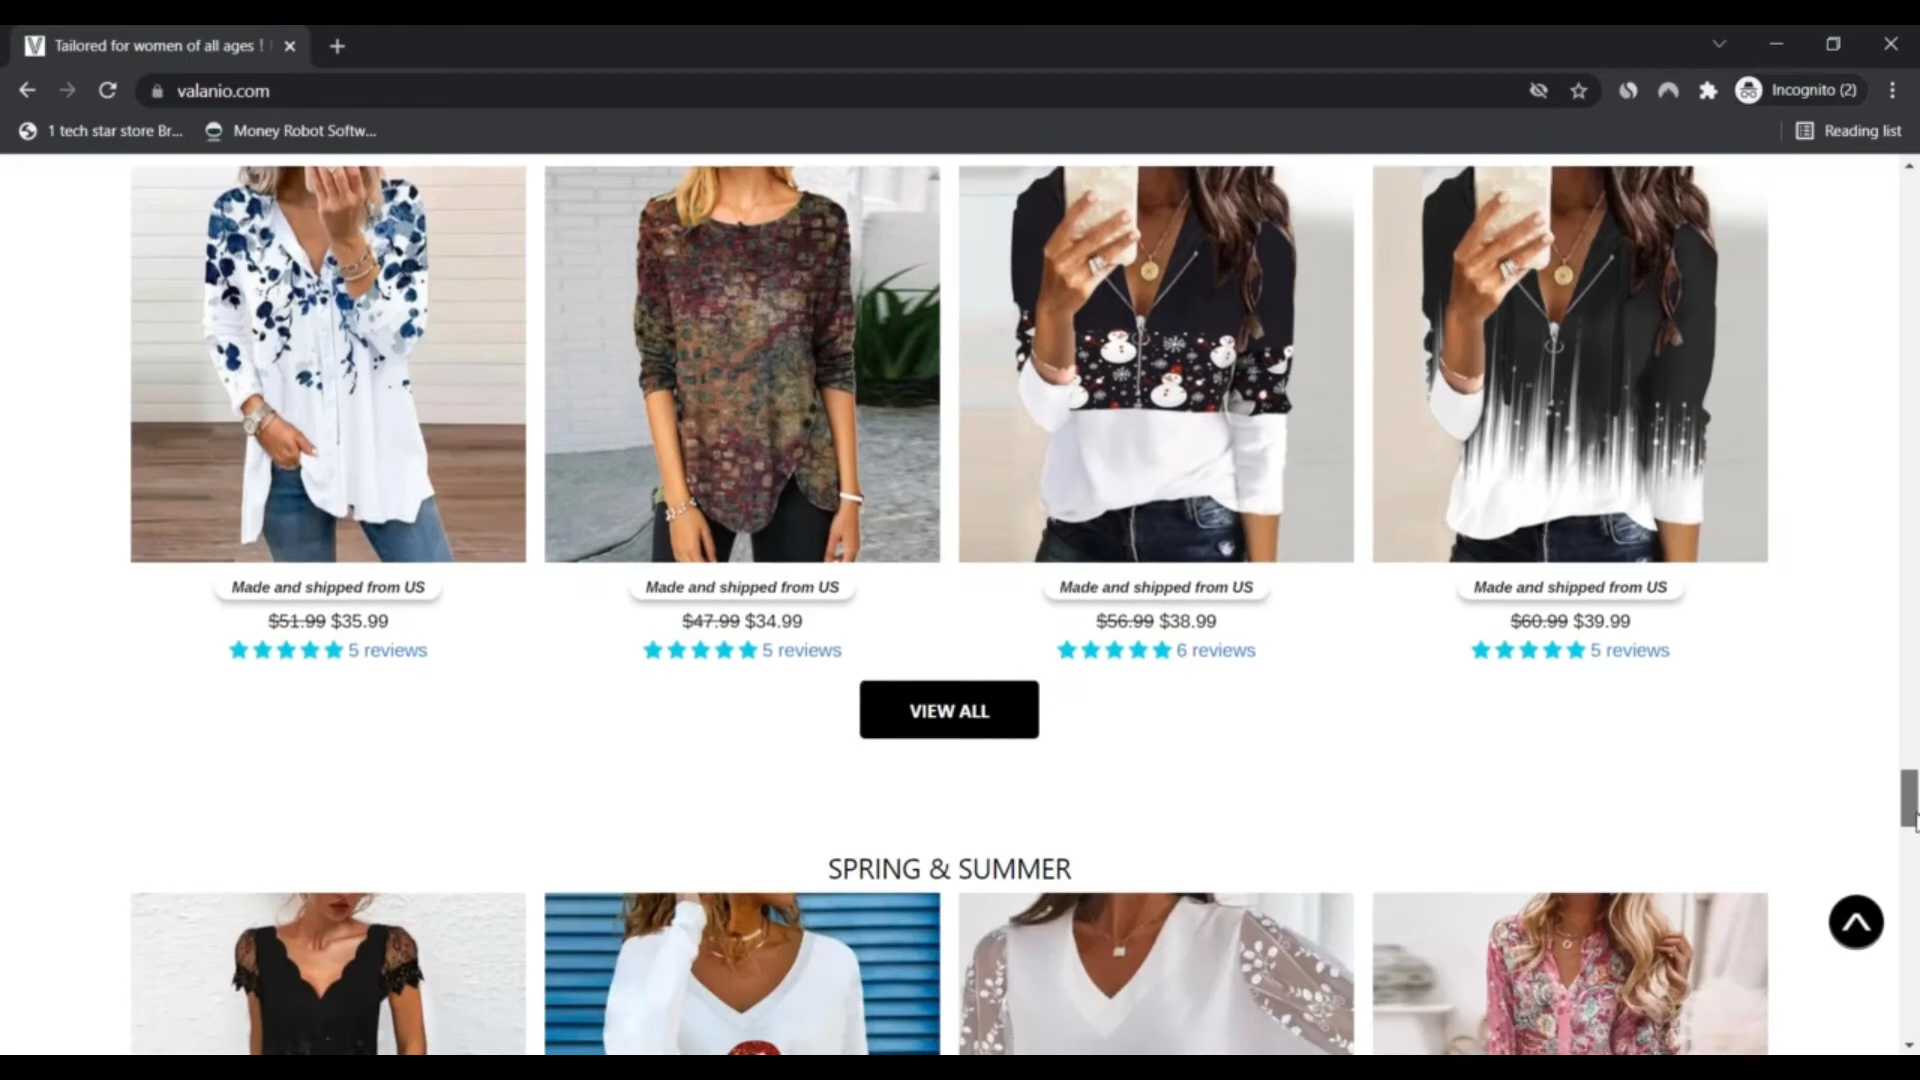 Tailored for women of all ages !
valanio.com
Incognito (2)
1 tech star store Br...
Money Robot Softw...
Reading list
Made and shipped from US
Made and shipped from US
Made and shipped from US
Made and shipped from US
$51.99 $35.99
$47.99 $34.99
$56.99 $38.99
$60.99 $39.99
5 reviews
5 reviews
6 reviews
5 reviews
VIEW ALL
SPRING & SUMMER